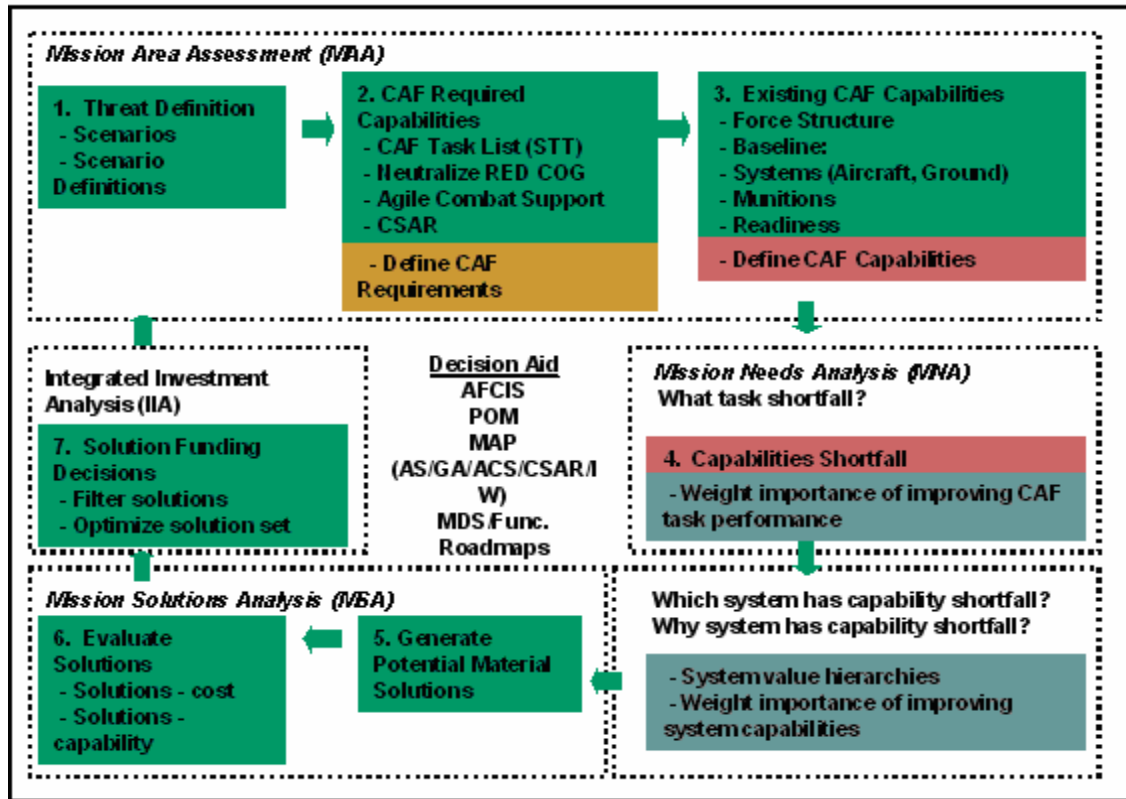 Mission Area Assessment (MAA)
1. Threat Definition
- Scenarios
- Scenario
Definitions
2. CAF Required
Capabilities
- CAF Task List (STT)
- Neutralize RED COG
- Agile Combat Support
- CSAR
- Define CAF
Requirements
3. Existing CAF Capabilities
- Force Structure
- Baseline:
- Systems (Aircraft, Ground)
- Munitions
- Readiness
- Define CAF Capabilities
Integrated Investment
Analysis (IIA)
7. Solution Funding
Decisions
- Filter solutions
- Optimize solution set
Decision Aid
AFCIS
POM
MAP
(AS/GA/ACS/CSAR/I
W)
MDS/Func.
Roadmaps
Mission Needs Analysis (MNA)
What task shortfall?
4. Capabilities Shortfall
- Weight importance of improving CAF
task performance
Mission Solutions Analysis (MSA)
6. Evaluate
Solutions
- Solutions - cost
- Solutions -
capability
5. Generate
Potential Material
Solutions
Which system has capability shortfall?
Why system has capability shortfall?
- System value hierarchies
- Weight importance of improving
system capabilities